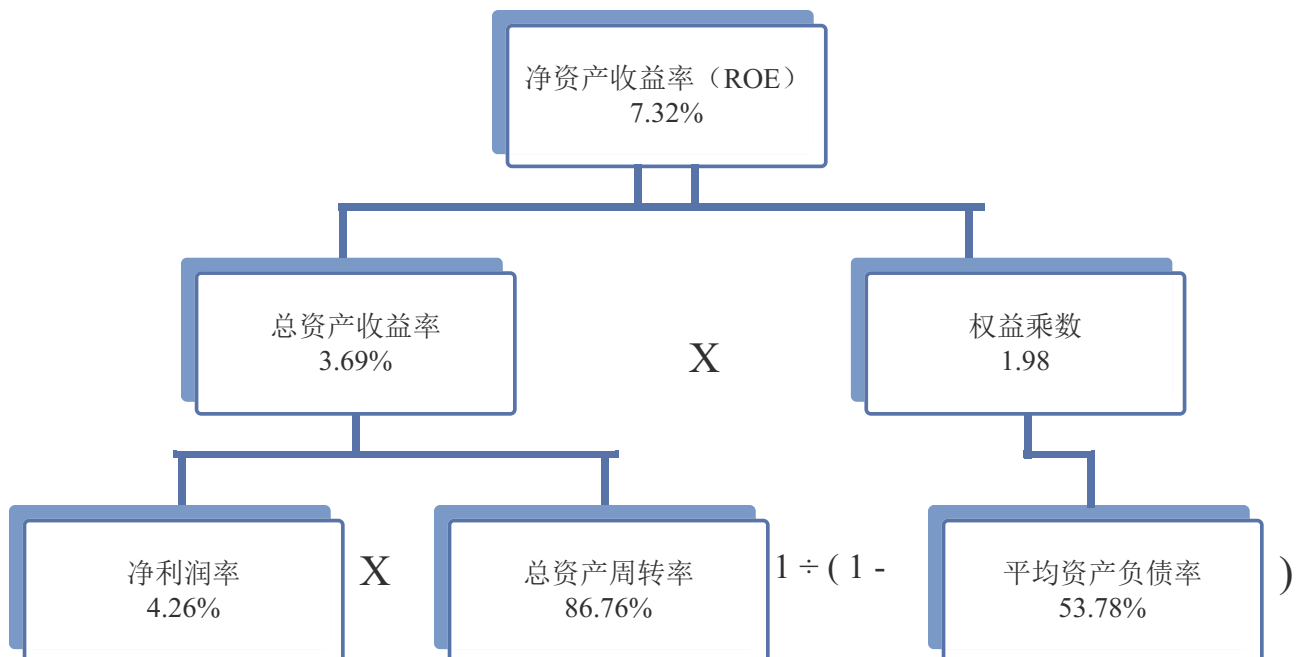 净资产收益率（ROE）
7.32%
总资产收益率
3.69%
X
权益乘数
1.98
净利润率
4.26%
X
总资产周转率
86.76%
1 ÷ ( 1 -
平均资产负债率
53.78%
)